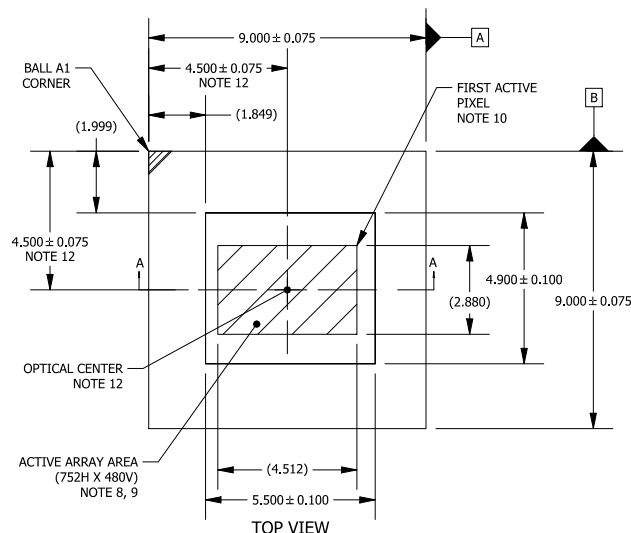 9.000 ± 0.075
A
BALL A1
CORNER
4.500 ± 0.075
NOTE 12
FIRST ACTIVE
PIXEL
NOTE 10
B
(1.849)
(1.999)
4.500 ± 0.075
NOTE 12
A
A
4.900 ± 0.100
(2.880)
9.000 ± 0.075
OPTICAL CENTER
NOTE 12
ACTIVE ARRAY AREA
(752H X 480V)
NOTE 8, 9
(4.512)
5.500 ± 0.100
TOP VIEW